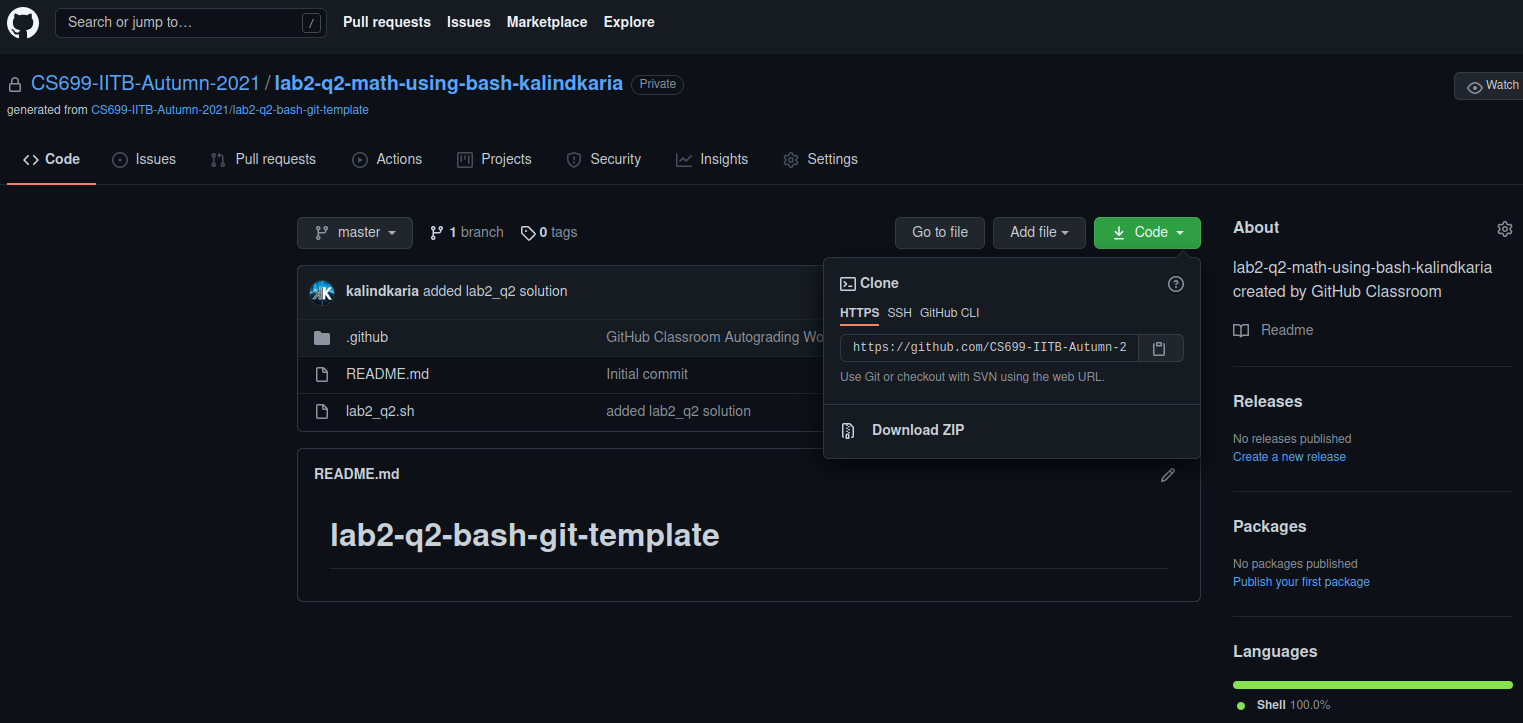 Search or jump to… /
Pull requests Issues Marketplace Explore
CS699-IITB-Autumn-2021 / lab2-q2-math-using-bash-kalindkaria Private
Watch
generated from CS699-IITB-Autumn-2021/lab2-q2-bash-git-template
Code Issues Pull requests Actions Projects Security Insights Settings
master 1 branch 0 tags
Go to file Add file Code
kalindkaria added lab2_q2 solution
.github GitHub Classroom Autograding Wo
README.md Initial commit
lab2_q2.sh added lab2_q2 solution
Clone
?
HTTPS SSH GitHub CLI
https://github.com/CS699-IITB-Autumn-2
Use Git or checkout with SVN using the web URL.
Download ZIP
README.md
lab2-q2-bash-git-template
About
lab2-q2-math-using-bash-kalindkaria
created by GitHub Classroom
Readme
Releases
No releases published
Create a new release
Packages
No packages published
Publish your first package
Languages
Shell 100.0%